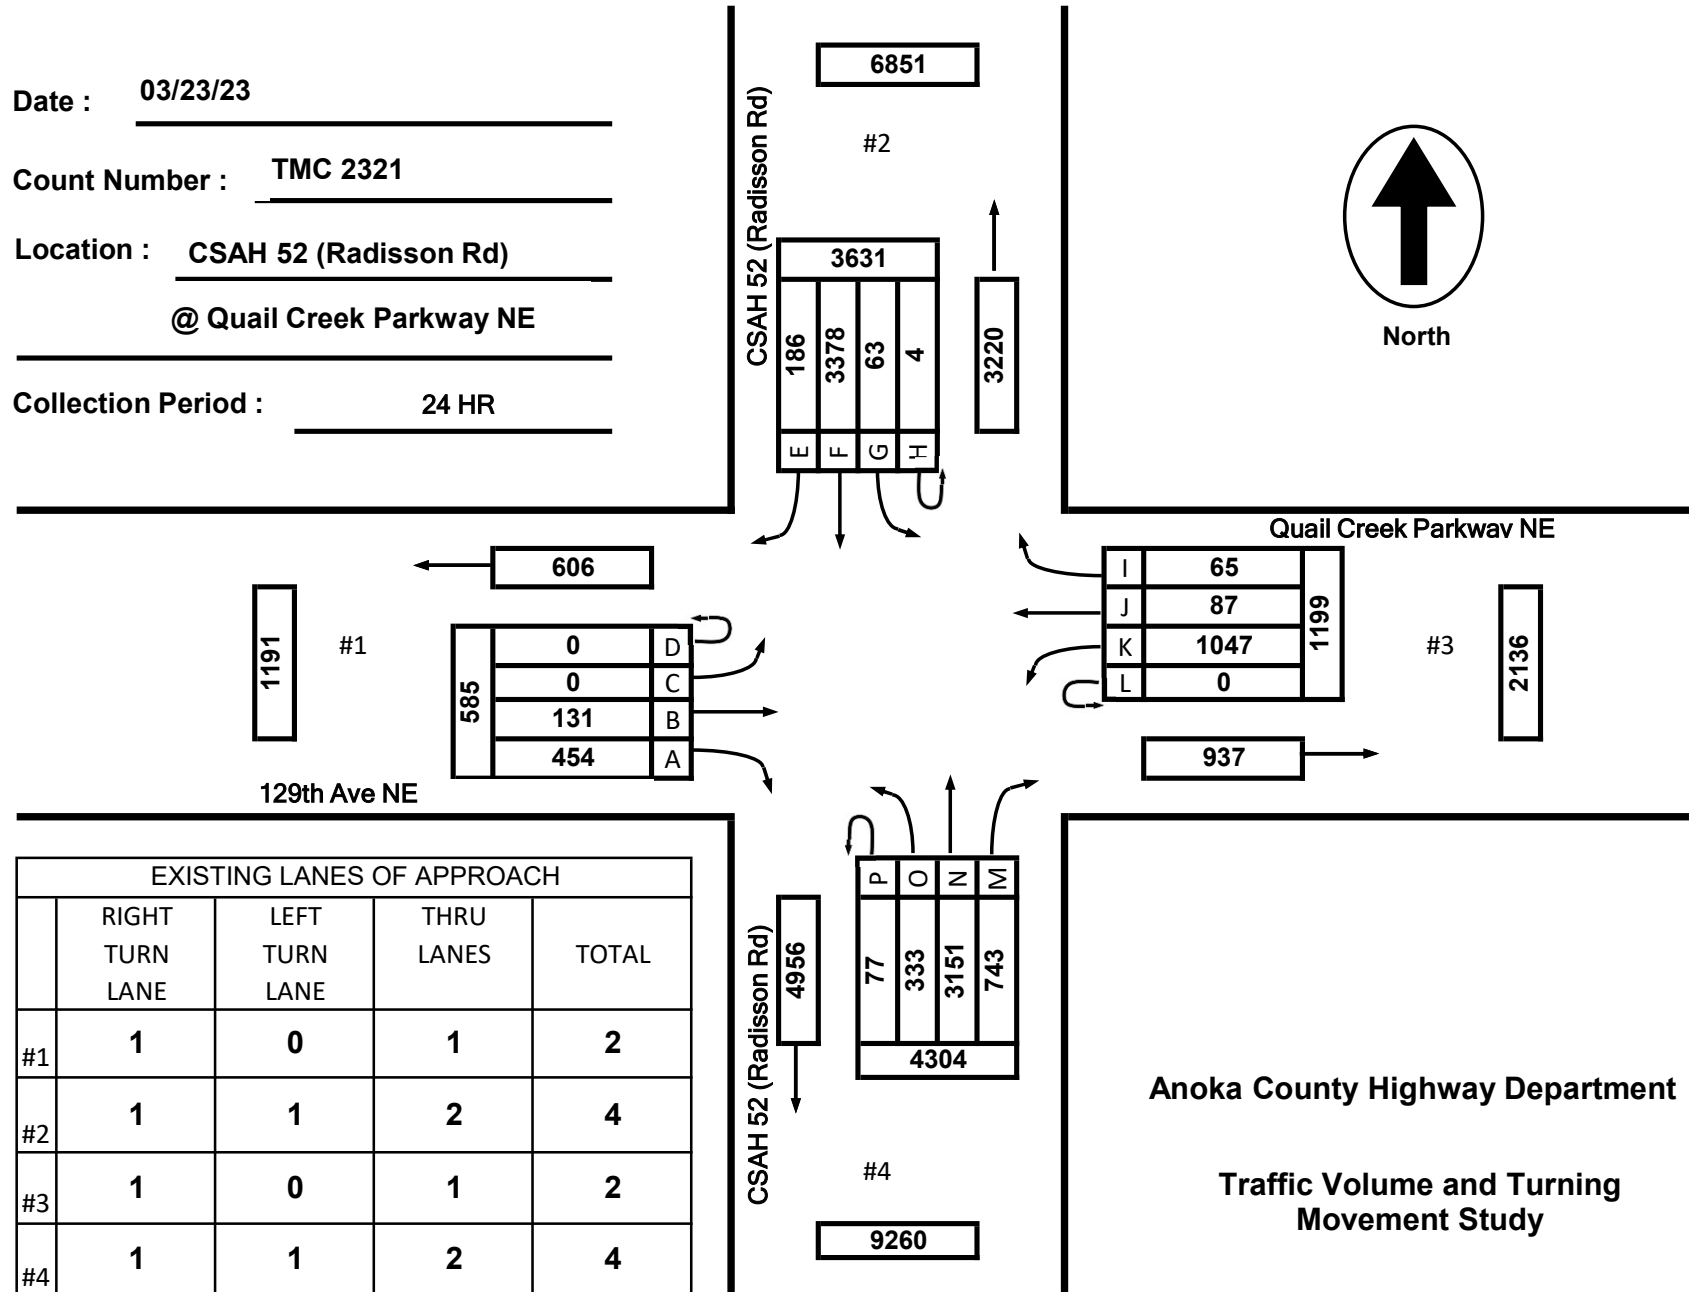 Date : 03/23/23
Count Number : TMC 2321
Location : CSAH 52 (Radisson Rd)
@ Quail Creek Parkway NE
Collection Period : 24 HR
6851
#2
CSAH 52 (Radisson Rd)
3631
186 3378 63 4
E F G H
3220
North
Quail Creek Parkway NE
606
1191
#1
585
0 D
0 C
131 B
454 A
129th Ave NE
I 65
J 87
K 1047
L 0
1199
#3
2136
937
P O N M
77 333 3151 743
4304
4956
CSAH 52 (Radisson Rd)
#4
9260
EXISTING LANES OF APPROACH
RIGHT TURN LANE
LEFT TURN LANE
THRU LANES
TOTAL
#1 1 0 1 2
#2 1 1 2 4
#3 1 0 1 2
#4 1 1 2 4
Anoka County Highway Department
Traffic Volume and Turning
Movement Study